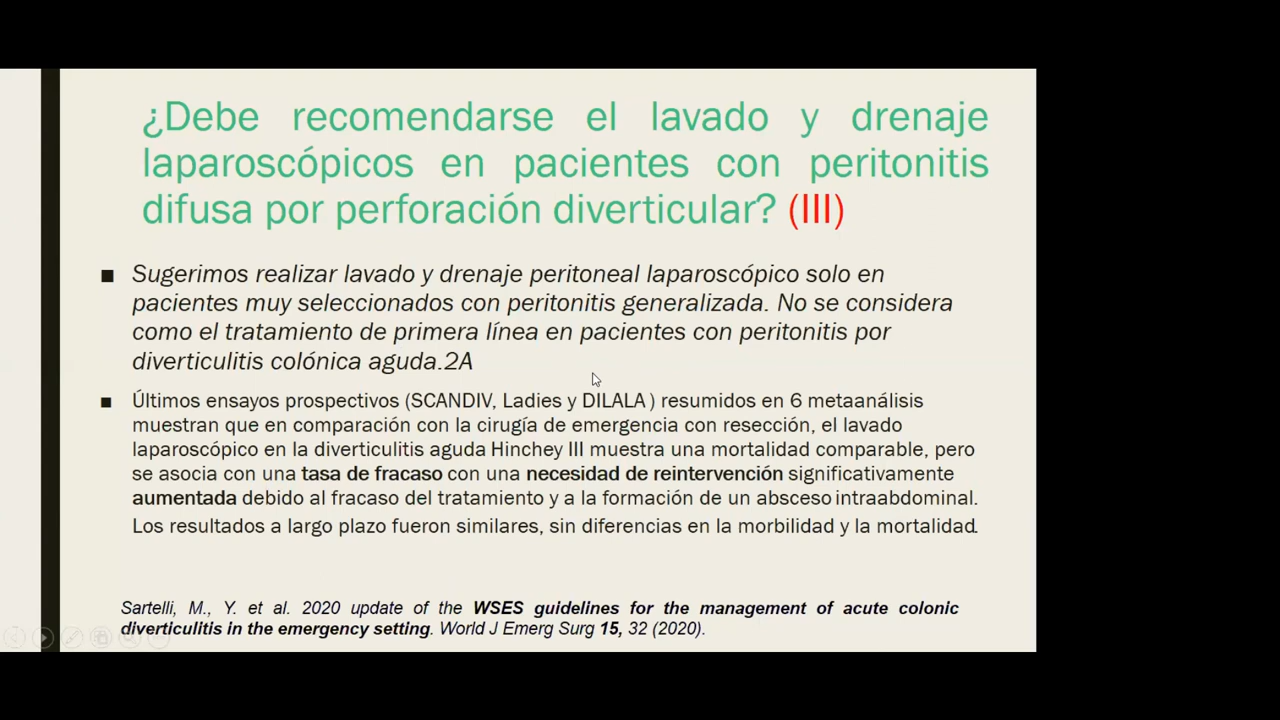 ¿Debe recomendarse el lavado y drenaje
laparoscópicos en pacientes con peritonitis
difusa por perforación diverticular? (III)
■ Sugerimos realizar lavado y drenaje peritoneal laparoscópico solo en
pacientes muy seleccionados con peritonitis generalizada. No se considera
como el tratamiento de primera línea en pacientes con peritonitis por
diverticulitis colónica aguda.2A
■ Últimos ensayos prospectivos (SCANDIV, Ladies y DILALA ) resumidos en 6 metaanálisis
muestran que en comparación con la cirugía de emergencia con resección, el lavado
laparoscópico en la diverticulitis aguda Hinchey III muestra una mortalidad comparable, pero
se asocia con una tasa de fracaso con una necesidad de reintervención significativamente
aumentada debido al fracaso del tratamiento y a la formación de un absceso intraabdominal.
Los resultados a largo plazo fueron similares, sin diferencias en la morbilidad y la mortalidad.
Sartelli, M., Y. et al. 2020 update of the WSES guidelines for the management of acute colonic
diverticulitis in the emergency setting. World J Emerg Surg 15, 32 (2020).